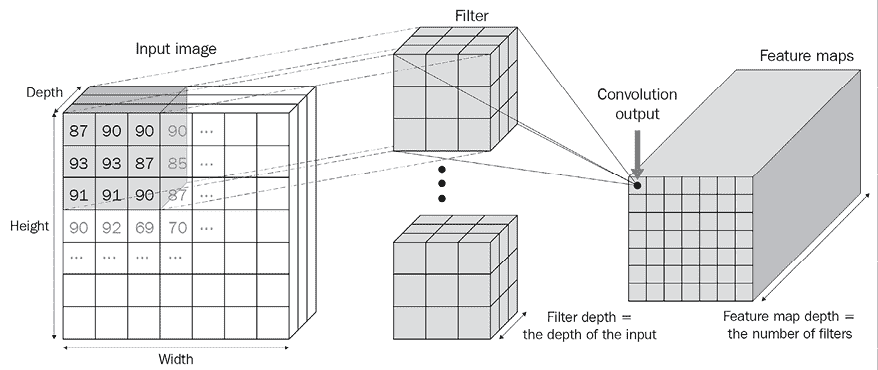 Filter
Input image
Feature maps
Depth
Convolution
output
87 90 90 90 ...
93 93 87 85 ...
91 91 90 87 ...
Height
90 92 69 70 ...
... ... ... ... ...
Filter depth =
the depth of the input
Feature map depth =
the number of filters
Width